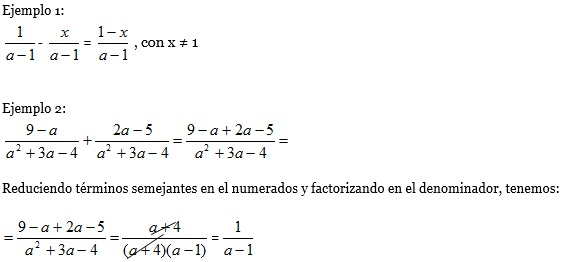 Ejemplo 1:
\frac{1}{a-1} - \frac{x}{a-1} = \frac{1-x}{a-1} , con x ≠ 1
Ejemplo 2:
\frac{9-a}{a^2+3a-4} + \frac{2a-5}{a^2+3a-4} = \frac{9-a+2a-5}{a^2+3a-4} =
Reduciendo términos semejantes en el numerados y factorizando en el denominador, tenemos:
= \frac{9-a+2a-5}{a^2+3a-4} = \frac{a+4}{(a+4)(a-1)} = \frac{1}{a-1}